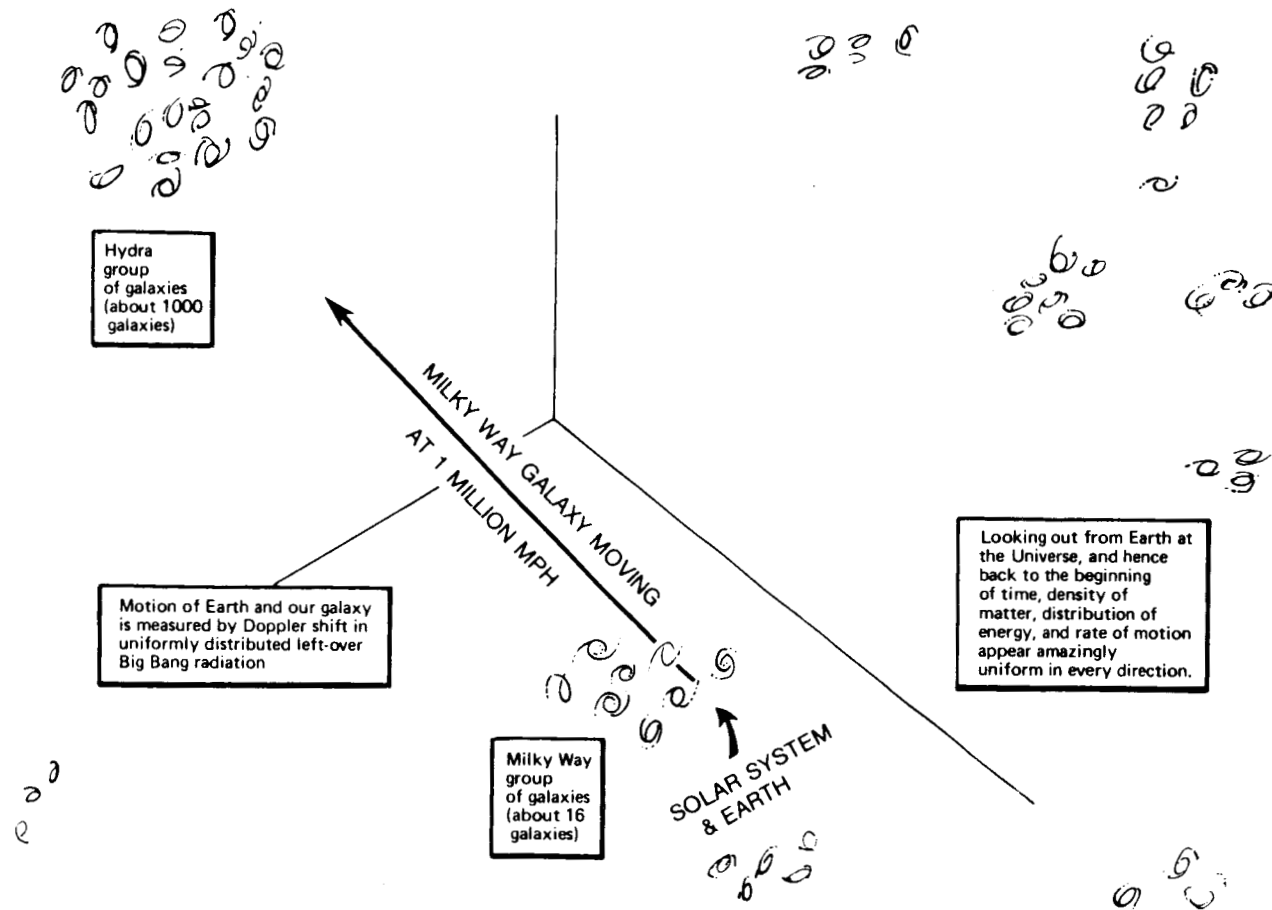 Hydra
group
of galaxies
(about 1000
galaxies)
MILKY WAY GALAXY MOVING
AT 1 MILLION MPH
Motion of Earth and our galaxy
is measured by Doppler shift in
uniformly distributed left-over
Big Bang radiation
Looking out from Earth at
the Universe, and hence
back to the beginning
of time, density of
matter, distribution of
energy, and rate of motion
appear amazingly
uniform in every direction.
Milky Way
group
of galaxies
(about 16
galaxies)
SOLAR SYSTEM
& EARTH